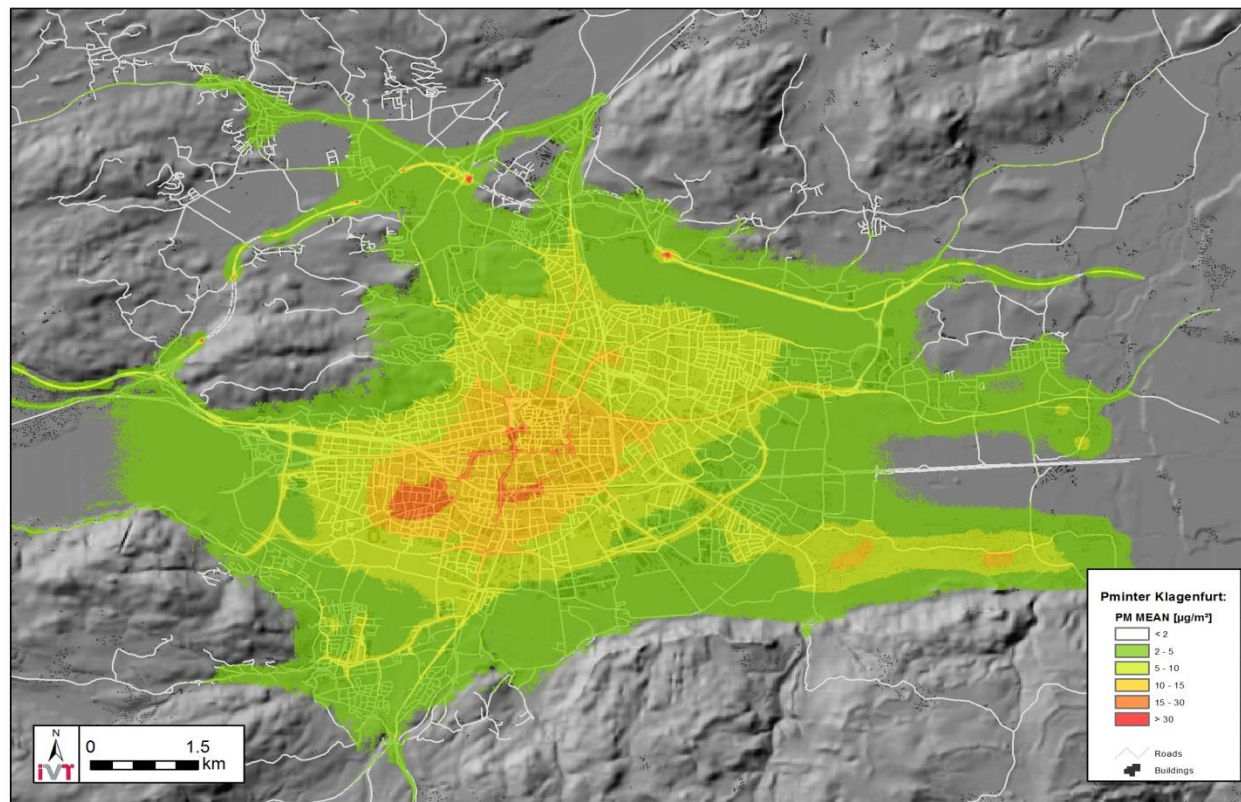 Pminter Klagenfurt:
PM MEAN [µg/m³]
< 2
2 - 5
5 - 10
10 - 15
15 - 30
> 30
Roads
Buildings
N
iVT
0 1.5
km